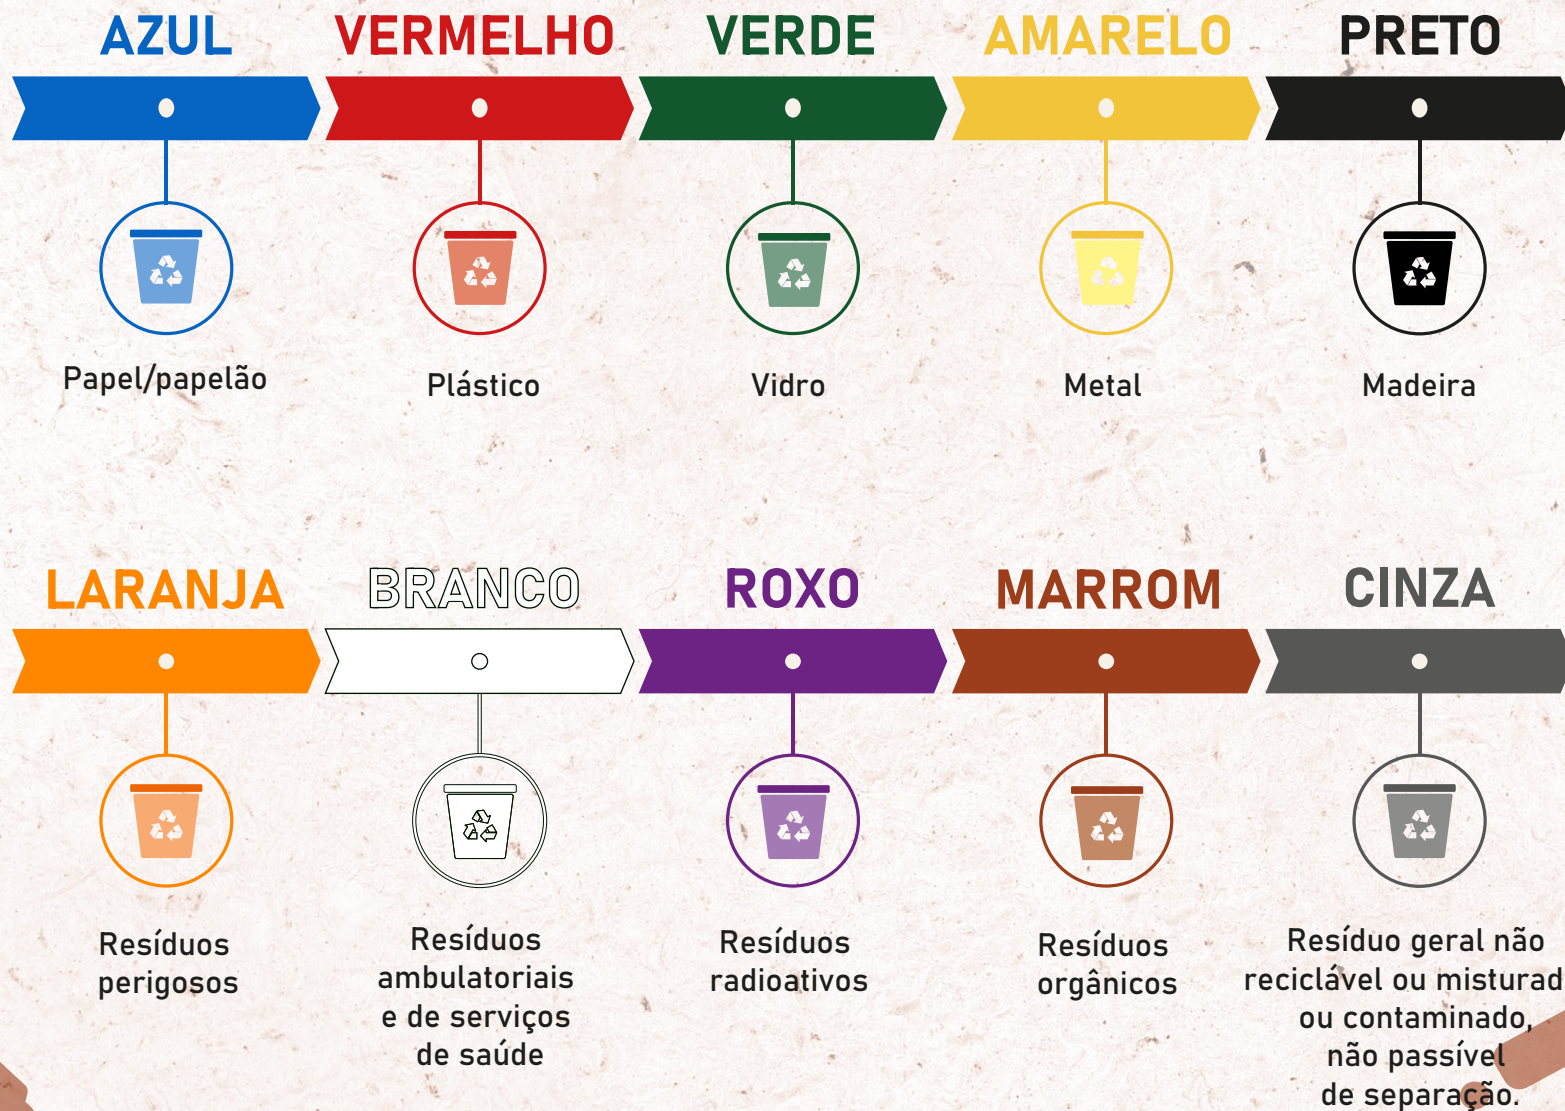 AZUL
VERMELHO
VERDE
AMARELO
PRETO
Papel/papelão
Plástico
Vidro
Metal
Madeira
LARANJA
BRANCO
ROXO
MARROM
CINZA
Resíduos
perigosos
Resíduos
ambulatoriais
e de serviços
de saúde
Resíduos
radioativos
Resíduos
orgânicos
Resíduo geral não
reciclável ou misturad
ou contaminado,
não passível
de separação.